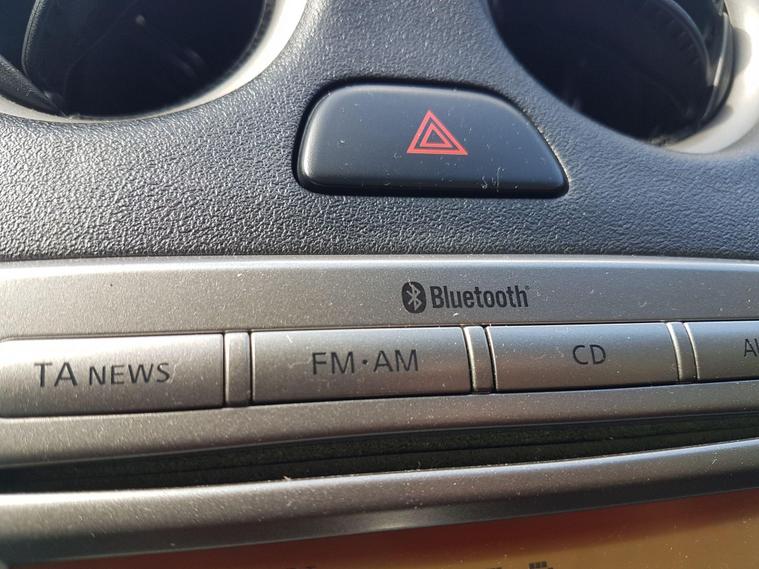 Bluetooth
TA NEWS
FM·AM
CD